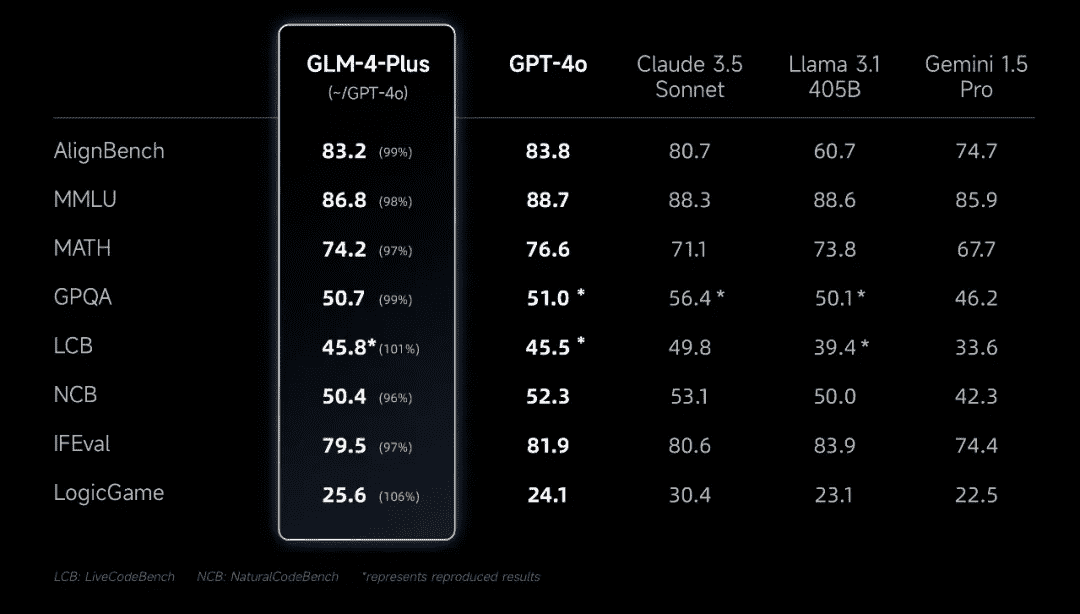 GLM-4-Plus GPT-4o Claude 3.5 Llama 3.1 Gemini 1.5
(~/GPT-4o) Sonnet 405B Pro
AlignBench 83.2 (99%) 83.8 80.7 60.7 74.7
MMLU 86.8 (98%) 88.7 88.3 88.6 85.9
MATH 74.2 (97%) 76.6 71.1 73.8 67.7
GPQA 50.7 (99%) 51.0 * 56.4 * 50.1 * 46.2
LCB 45.8* (101%) 45.5 * 49.8 39.4 * 33.6
NCB 50.4 (96%) 52.3 53.1 50.0 42.3
IFEval 79.5 (97%) 81.9 80.6 83.9 74.4
LogicGame 25.6 (106%) 24.1 30.4 23.1 22.5
LCB: LiveCodeBench NCB: NaturalCodeBench *represents reproduced results